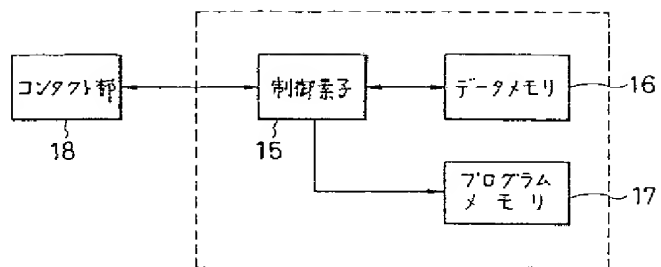 コンタクト部
18
制御素子
15
データメモリ
16
プログラム
メモリ
17